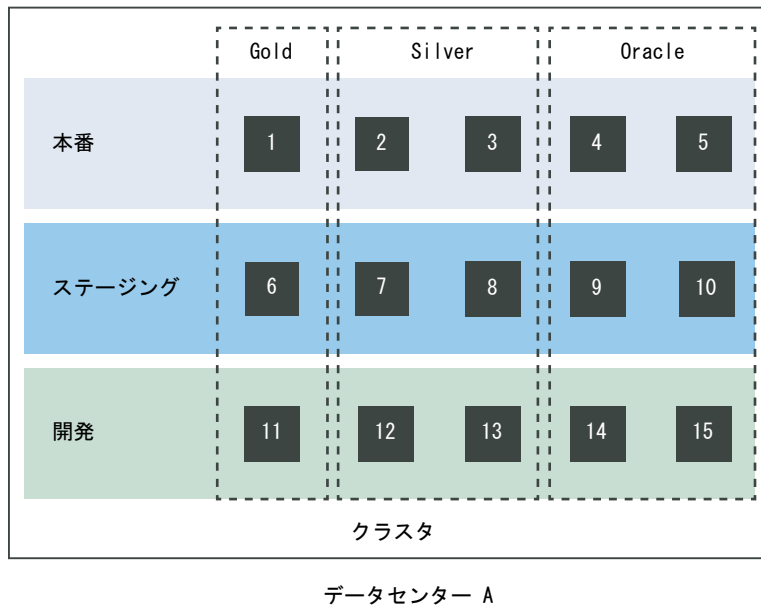 Gold Silver Oracle
本番 1 2 3 4 5
ステージング 6 7 8 9 10
開発 11 12 13 14 15
クラスタ
データセンター A